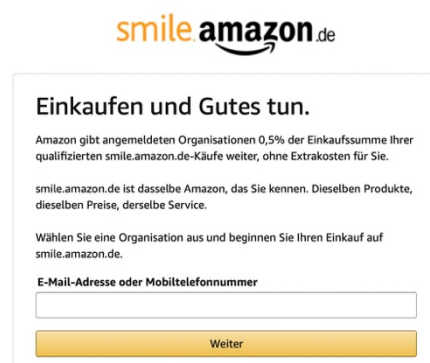 smile.amazon.de
Einkaufen und Gutes tun.
Amazon gibt angemeldeten Organisationen 0,5% der Einkaufssumme Ihrer
qualifizierten smile.amazon.de-Käufe weiter, ohne Extrakosten für Sie.
smile.amazon.de ist dasselbe Amazon, das Sie kennen. Dieselben Produkte,
dieselben Preise, derselbe Service.
Wählen Sie eine Organisation aus und beginnen Sie Ihren Einkauf auf
smile.amazon.de.
E-Mail-Adresse oder Mobiltelefonnummer
Weiter